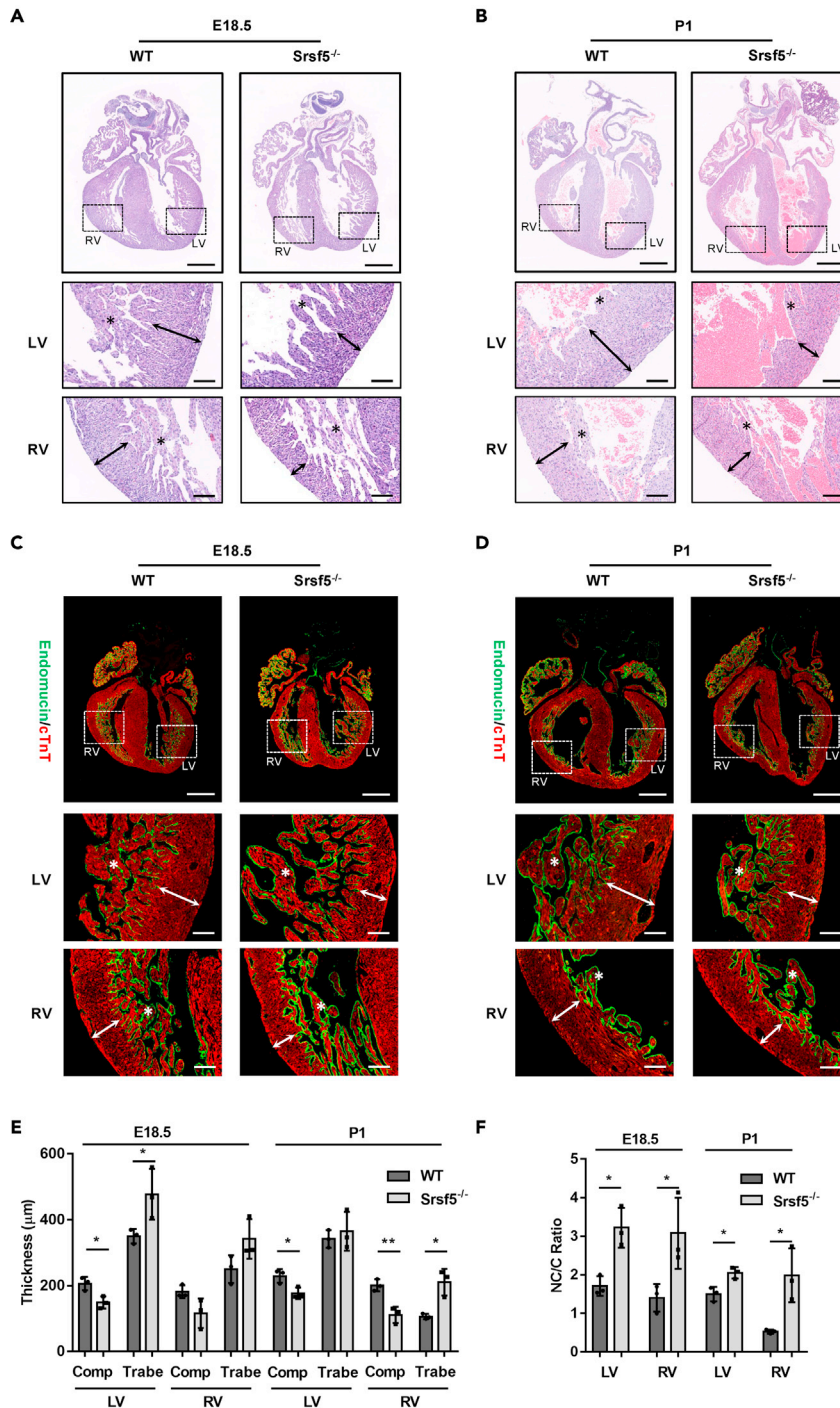 A
E18.5
WT Srsf5-/-
RV LV RV LV
LV
RV
B
P1
WT Srsf5-/-
RV LV RV LV
LV
RV
C
E18.5
WT Srsf5-/-
Endomucin/cTnT
RV LV RV LV
LV
RV
D
P1
WT Srsf5-/-
Endomucin/cTnT
RV LV RV LV
LV
RV
E
E18.5 P1
Thickness (μm)
600
400
200
0
WT
Srsf5-/-
* * * ** *
Comp Trabe Comp Trabe Comp Trabe Comp Trabe
LV RV LV RV
F
E18.5 P1
NC/C Ratio
5
4
3
2
1
0
WT
Srsf5-/-
* * * *
LV RV LV RV